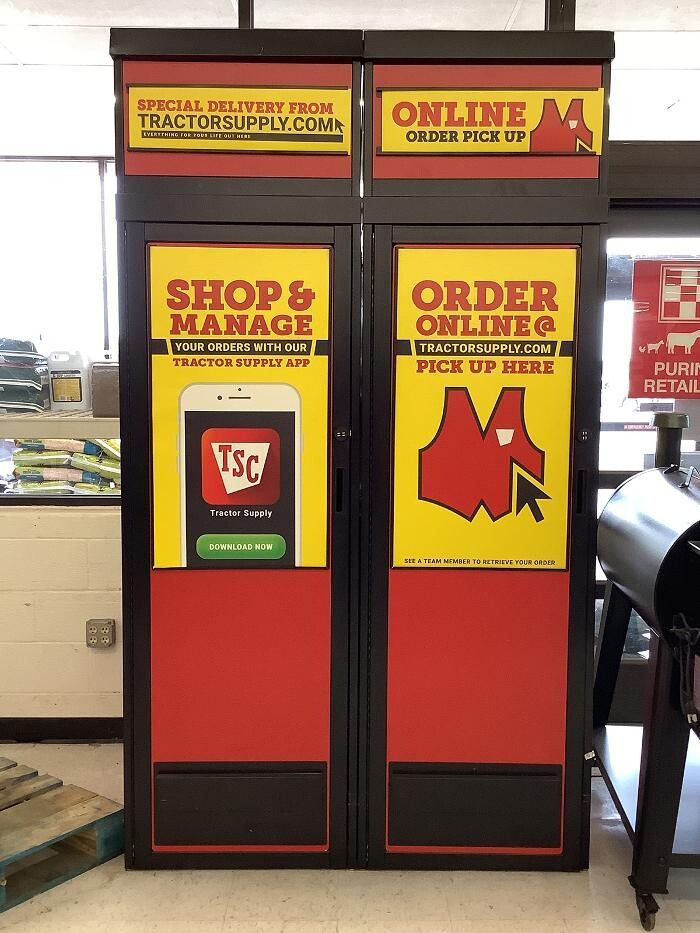 SPECIAL DELIVERY FROM
TRACTORSUPPLY.COM
EVERYTHING FOR YOUR LIFE OUT HERE
ONLINE
ORDER PICK UP
SHOP &
MANAGE
YOUR ORDERS WITH OUR
TRACTOR SUPPLY APP
TSC
Tractor Supply
DOWNLOAD NOW
ORDER
ONLINE @
TRACTORSUPPLY.COM
PICK UP HERE
SEE A TEAM MEMBER TO RETRIEVE YOUR ORDER
PURIN
RETAIL